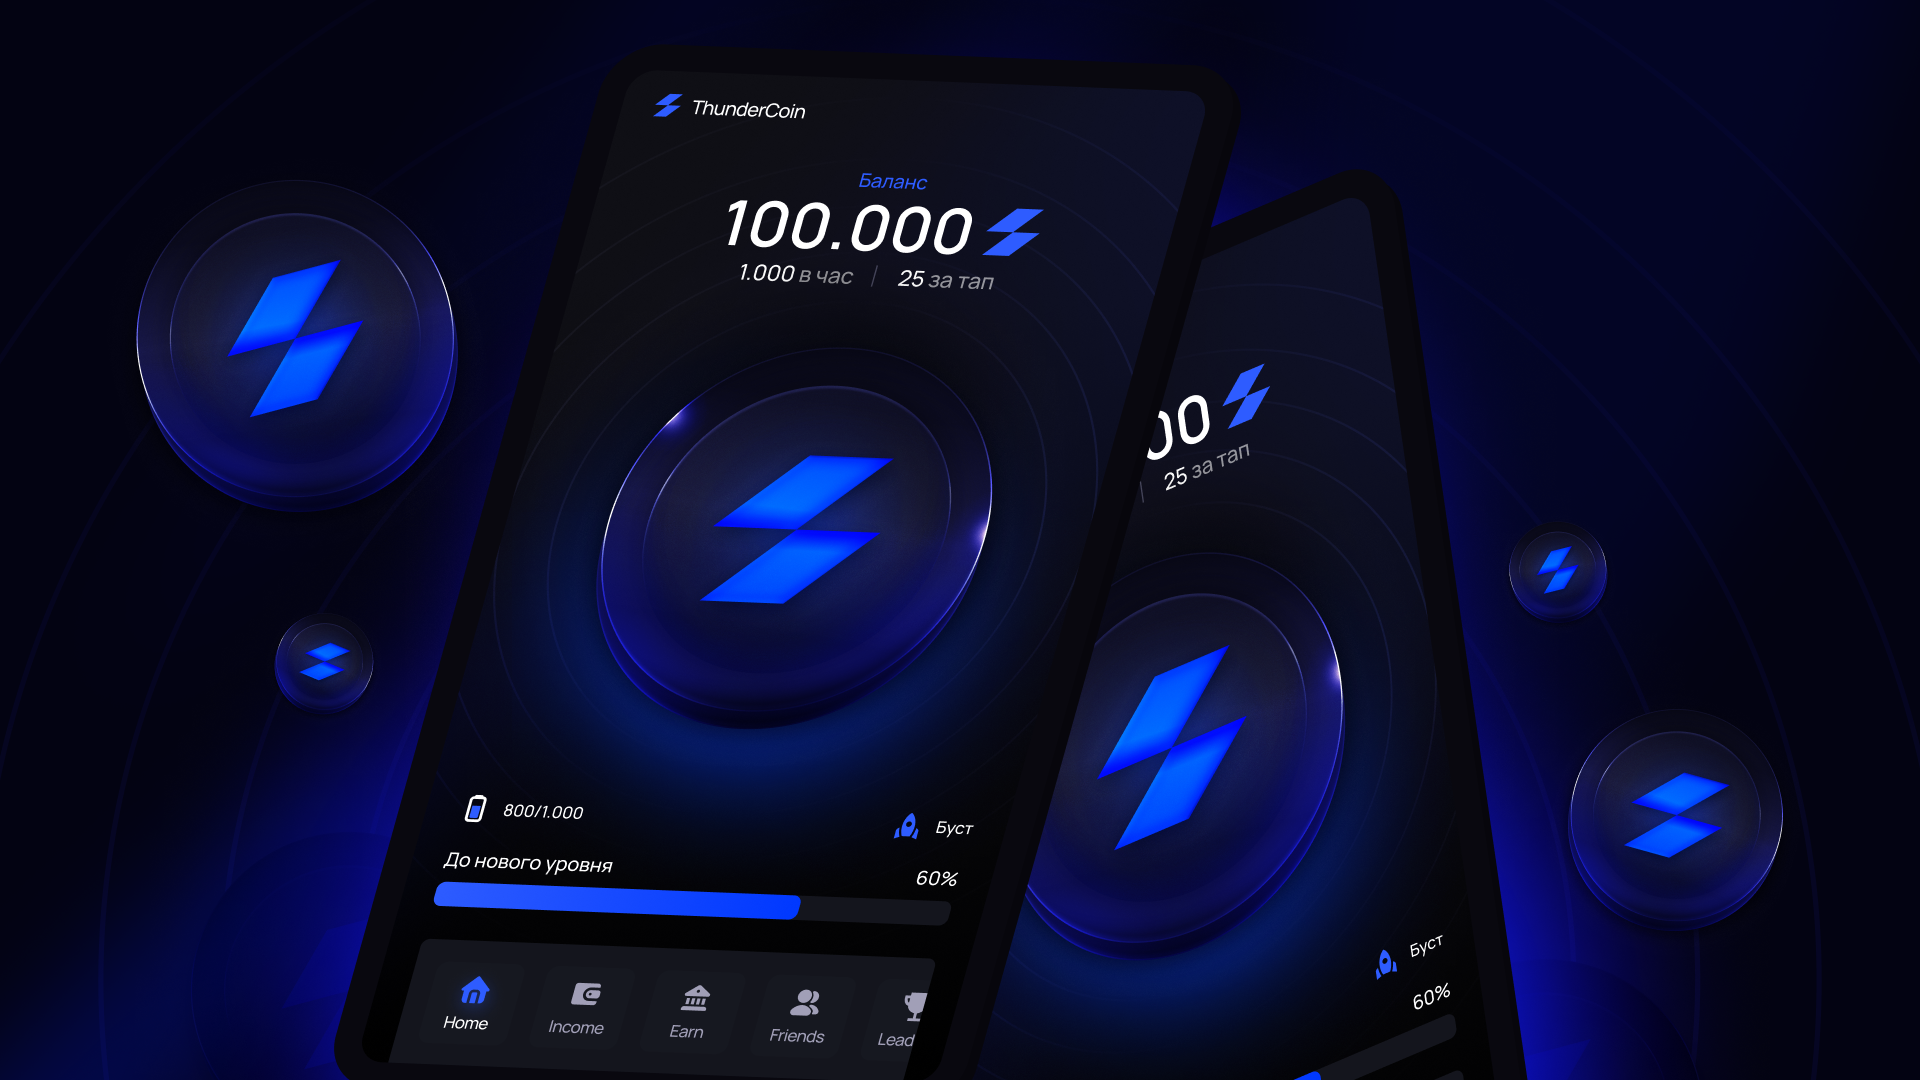 ThunderCoin
Баланс
100.000
1.000 в час | 25 за тап
800/1.000
Буст
До нового уровня
60%
Home
Income
Earn
Friends
Lead
00
25 за тап
Буст
60%